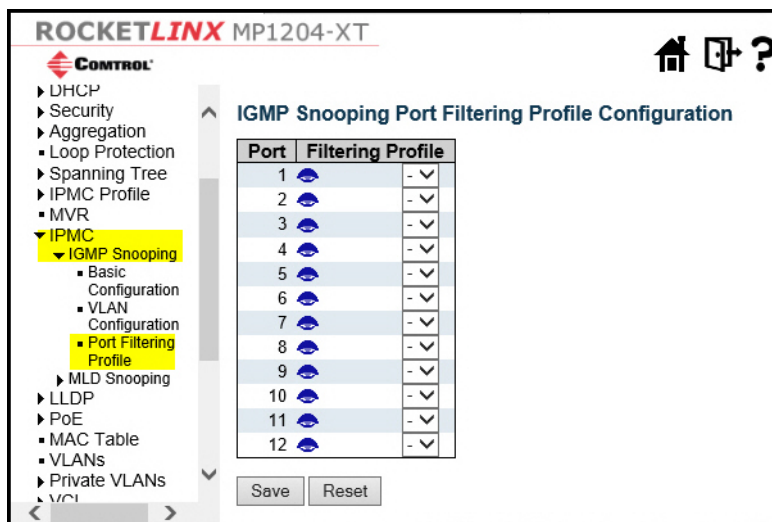 ROCKETLINX MP1204-XT
COMTROL
DHCP
Security
Aggregation
Loop Protection
Spanning Tree
IPMC Profile
MVR
IPMC
IGMP Snooping
Basic
Configuration
VLAN
Configuration
Port Filtering
Profile
MLD Snooping
LLDP
PoE
MAC Table
VLANs
Private VLANs
VCL
IGMP Snooping Port Filtering Profile Configuration
Port Filtering Profile
1 -
2 -
3 -
4 -
5 -
6 -
7 -
8 -
9 -
10 -
11 -
12 -
Save Reset